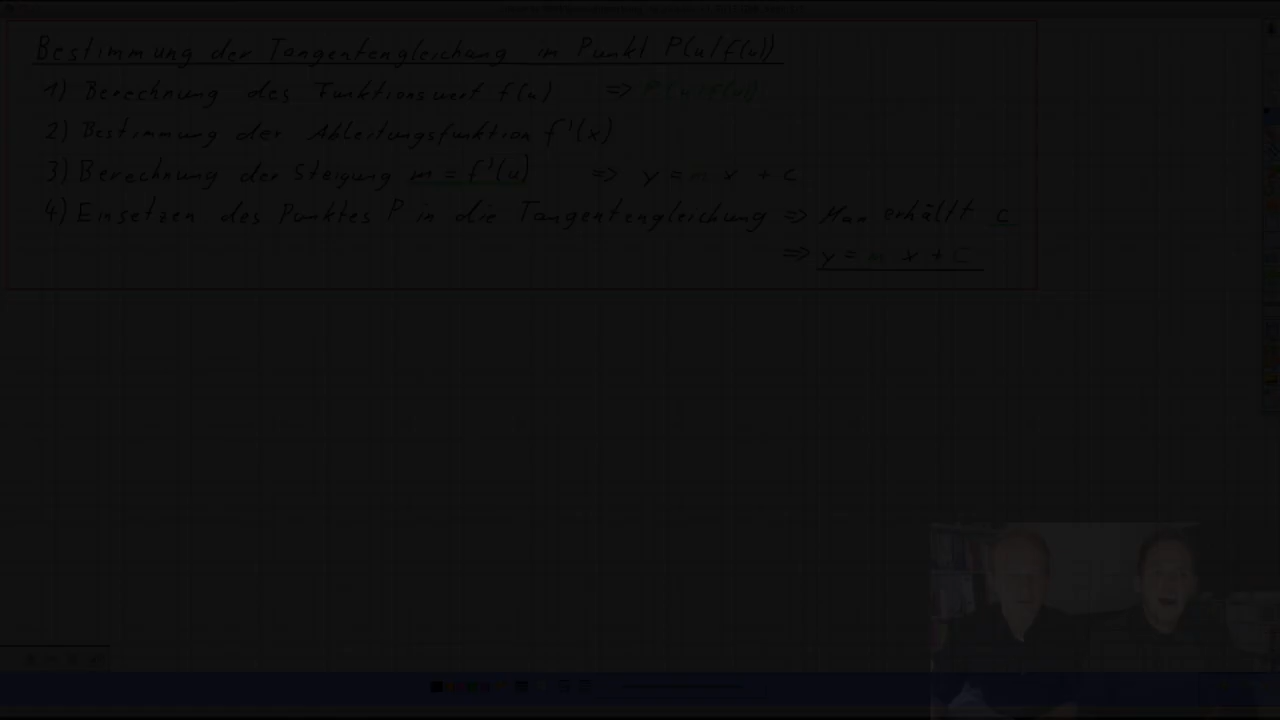 Bestimmung der Tangentengleichung im Punkt P(u|f(u))
1) Berechnung des Funktionswert f(u) => P(u|f(u))
2) Bestimmung der Ableitungsfunktion f'(x)
3) Berechnung der Steigung m = f'(u) => y = m x + c
4) Einsetzen des Punktes P in die Tangentengleichung => Man erhällt c
=> y = m x + c